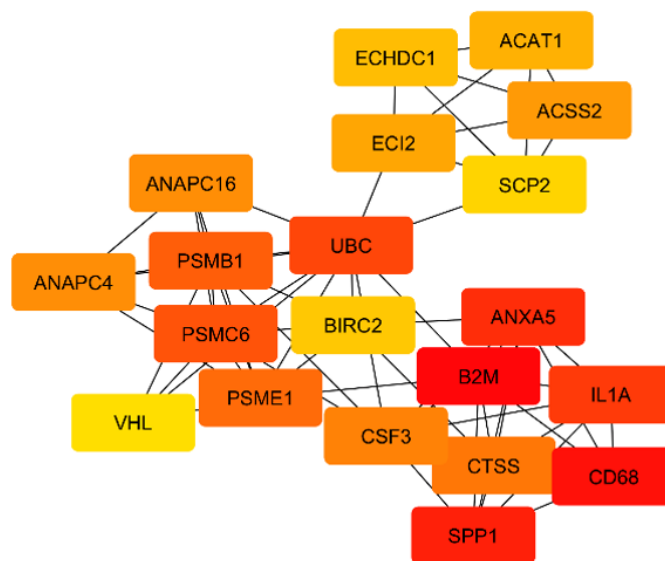 ACAT1
ECHDC1
ACSS2
ECI2
SCP2
ANAPC16
UBC
PSMB1
ANAPC4
ANXA5
BIRC2
PSMC6
B2M
IL1A
PSME1
VHL
CSF3
CTSS
CD68
SPP1